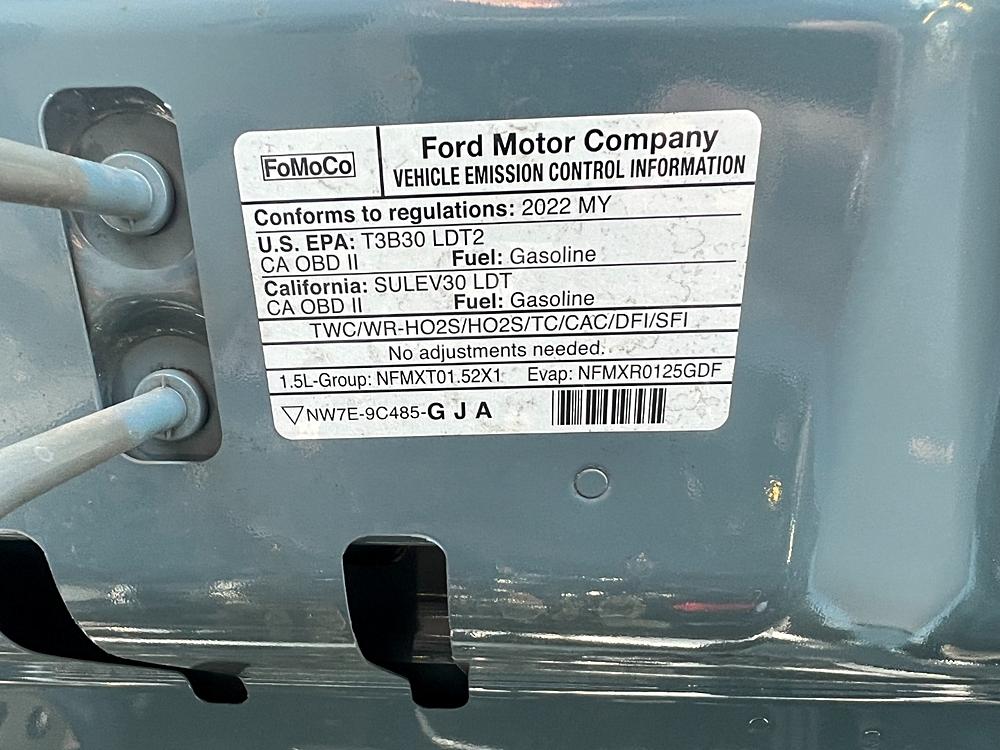 FoMoCo
Ford Motor Company
VEHICLE EMISSION CONTROL INFORMATION
Conforms to regulations: 2022 MY
U.S. EPA: T3B30 LDT2
CA OBD II Fuel: Gasoline
California: SULEV30 LDT
CA OBD II Fuel: Gasoline
TWC/WR-HO2S/HO2S/TC/CAC/DFI/SFI
No adjustments needed.
1.5L-Group: NFMXT01.52X1 Evap: NFMXR0125GDF
NW7E-9C485-G J A